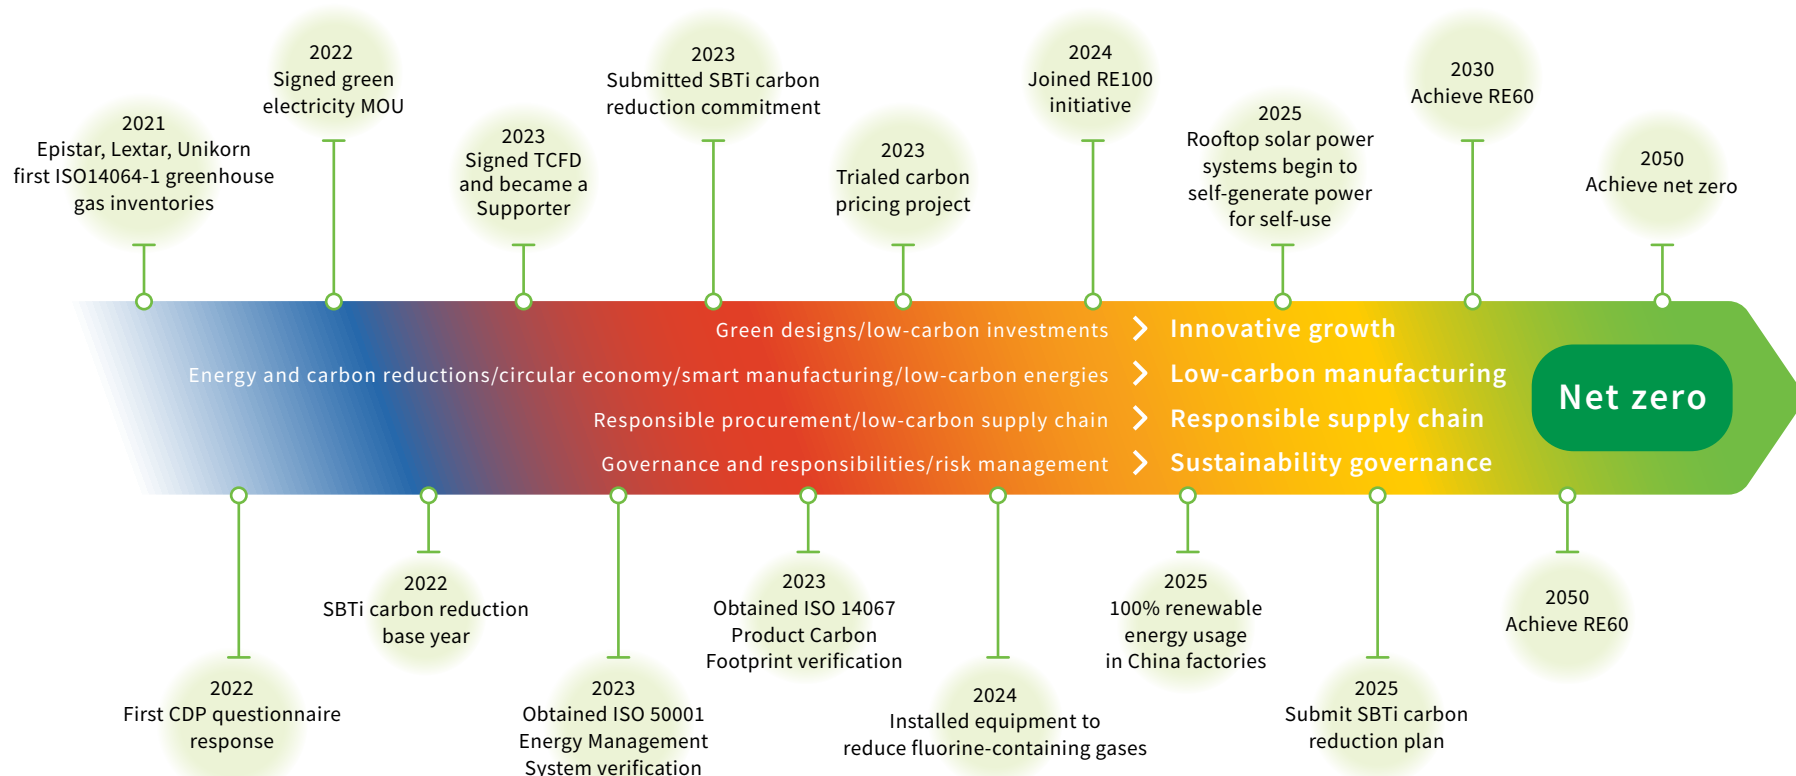 2021
Epistar, Lextar, Unikorn
first ISO14064-1 greenhouse
gas inventories
2022
Signed green
electricity MOU
2023
Signed TCFD
and became a
Supporter
2023
Submitted SBTi carbon
reduction commitment
2023
Trialed carbon
pricing project
2024
Joined RE100
initiative
2025
Rooftop solar power
systems begin to
self-generate power
for self-use
2030
Achieve RE60
2050
Achieve net zero
Green designs/low-carbon investments
Innovative growth
Energy and carbon reductions/circular economy/smart manufacturing/low-carbon energies
Low-carbon manufacturing
Responsible procurement/low-carbon supply chain
Responsible supply chain
Governance and responsibilities/risk management
Sustainability governance
Net zero
2022
First CDP questionnaire
response
2022
SBTi carbon reduction
base year
2023
Obtained ISO 50001
Energy Management
System verification
2023
Obtained ISO 14067
Product Carbon
Footprint verification
2024
Installed equipment to
reduce fluorine-containing gases
2025
100% renewable
energy usage
in China factories
2025
Submit SBTi carbon
reduction plan
2050
Achieve RE60